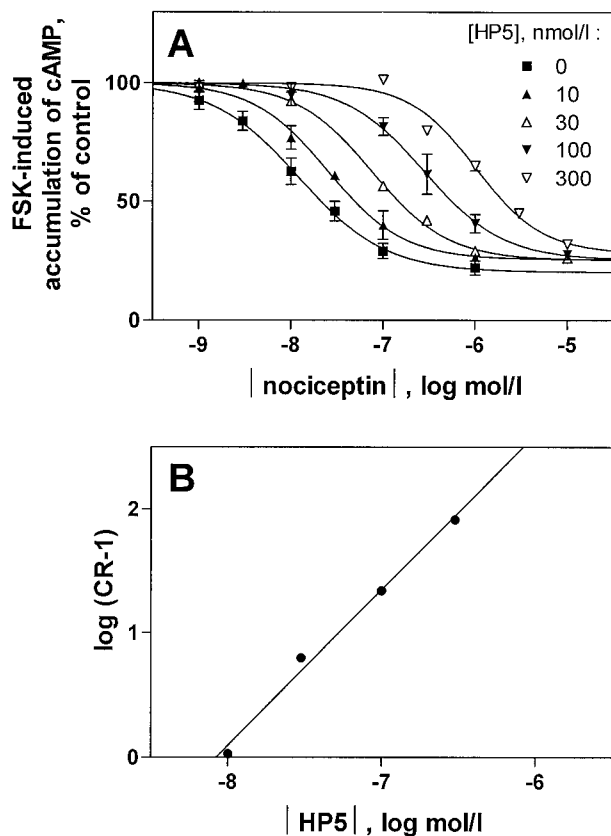 A
[HP5], nmol/l :
0
10
30
100
300
FSK-induced
accumulation of cAMP,
% of control
100
50
0
-9
-8
-7
-6
-5
| nociceptin | , log mol/l
B
log (CR-1)
2
1
0
-8
-7
-6
| HP5 | , log mol/l